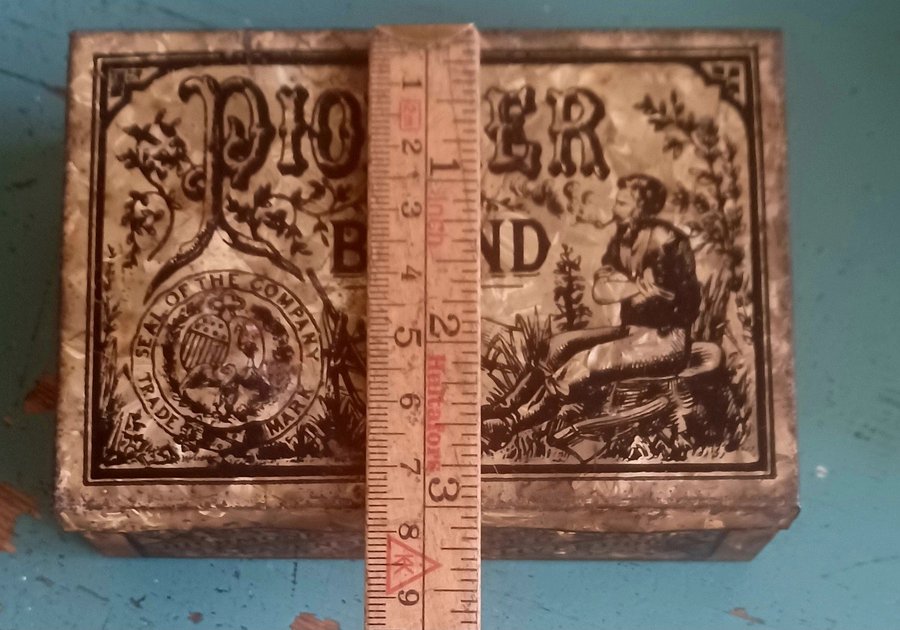 PIO ER
B ND
SEAL OF THE COMPANY
TRADE MARK
1 2 3 4 5 6 7 8 9
1 2 3
Hultafors